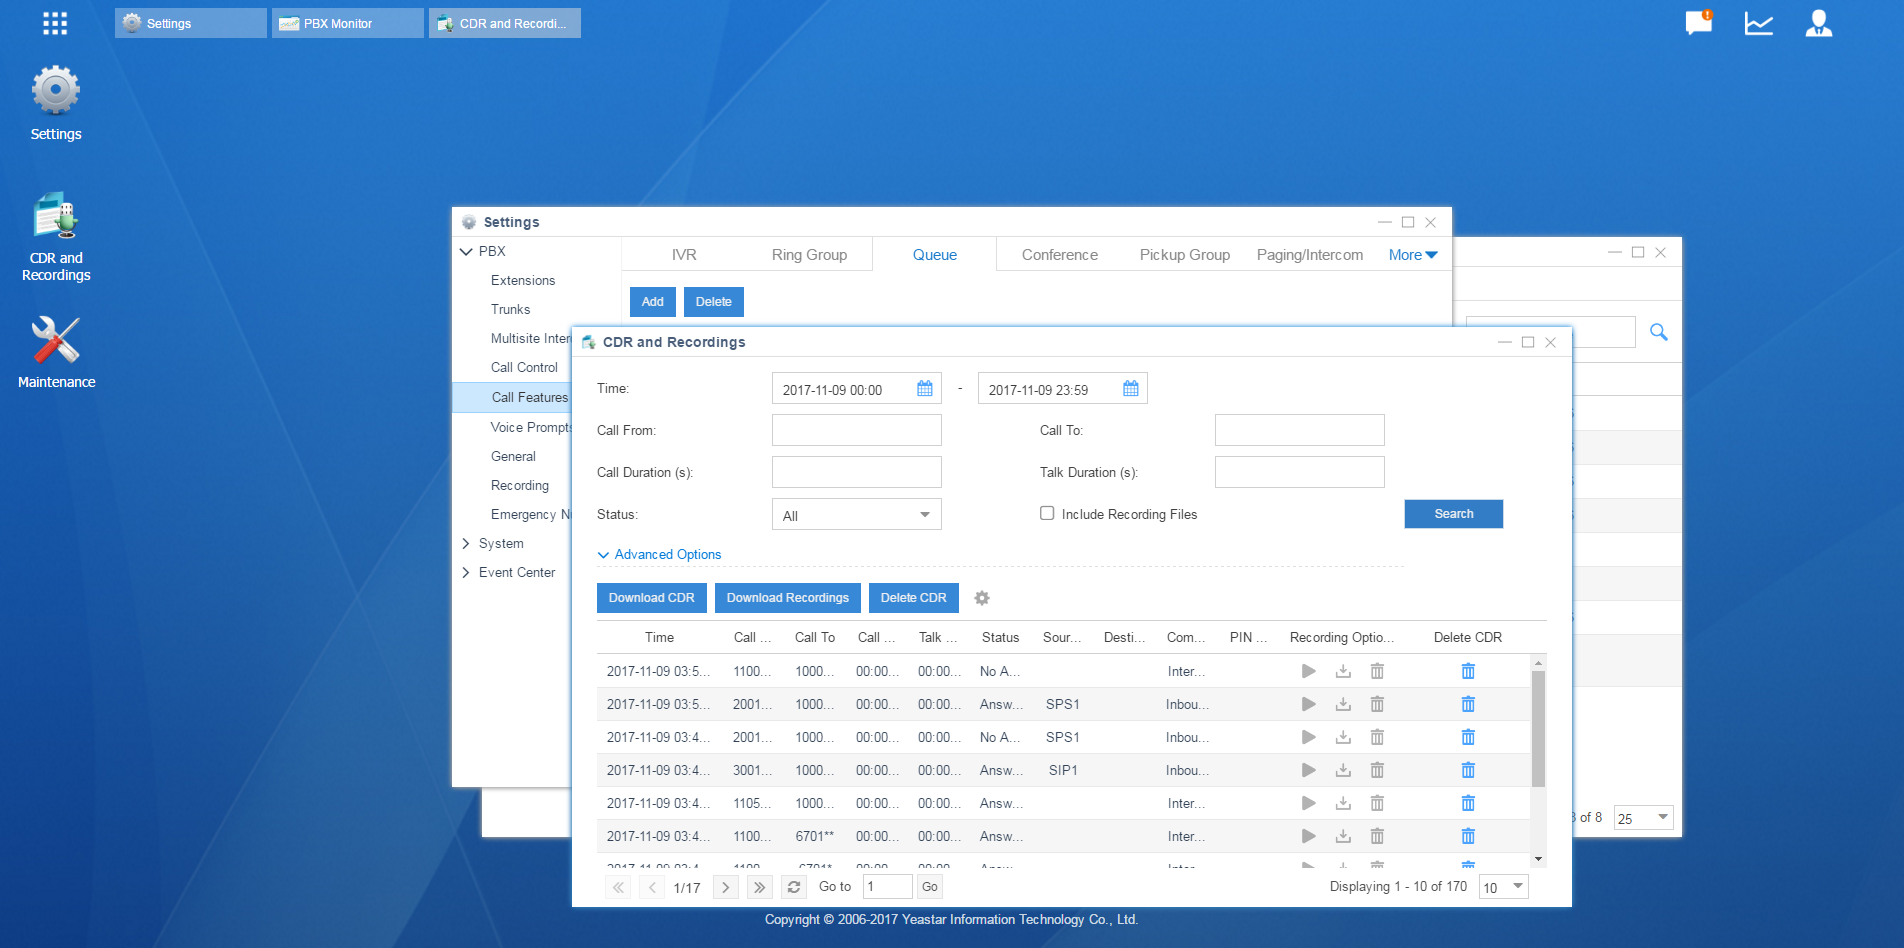 Settings
PBX Monitor
CDR and Recordi...
Settings
CDR and
Recordings
Maintenance
Settings
PBX
Extensions
Trunks
Multisite Inter
Call Control
Call Features
Voice Prompts
General
Recording
Emergency N
System
Event Center
IVR Ring Group Queue Conference Pickup Group Paging/Intercom More
Add Delete
CDR and Recordings
Time: 2017-11-09 00:00 - 2017-11-09 23:59
Call From: Call To:
Call Duration (s): Talk Duration (s):
Status: All Include Recording Files Search
Advanced Options
Download CDR Download Recordings Delete CDR
Time Call ... Call To Call ... Talk ... Status Sour... Desti... Com... PIN ... Recording Optio... Delete CDR
2017-11-09 03:5... 1100... 1000... 00:00... 00:00... No A... Inter...
2017-11-09 03:5... 2001... 1000... 00:00... 00:00... Answ... SPS1 Inbou...
2017-11-09 03:4... 2001... 1000... 00:00... 00:00... No A... SPS1 Inbou...
2017-11-09 03:4... 3001... 1000... 00:00... 00:00... Answ... SIP1 Inbou...
2017-11-09 03:4... 1105... 1000... 00:00... 00:00... Answ... Inter...
2017-11-09 03:4... 1100... 6701** 00:00... 00:00... Answ... Inter...
1/17 Go to 1 Go Displaying 1 - 10 of 170 10
of 8 25
Copyright © 2006-2017 Yeastar Information Technology Co., Ltd.